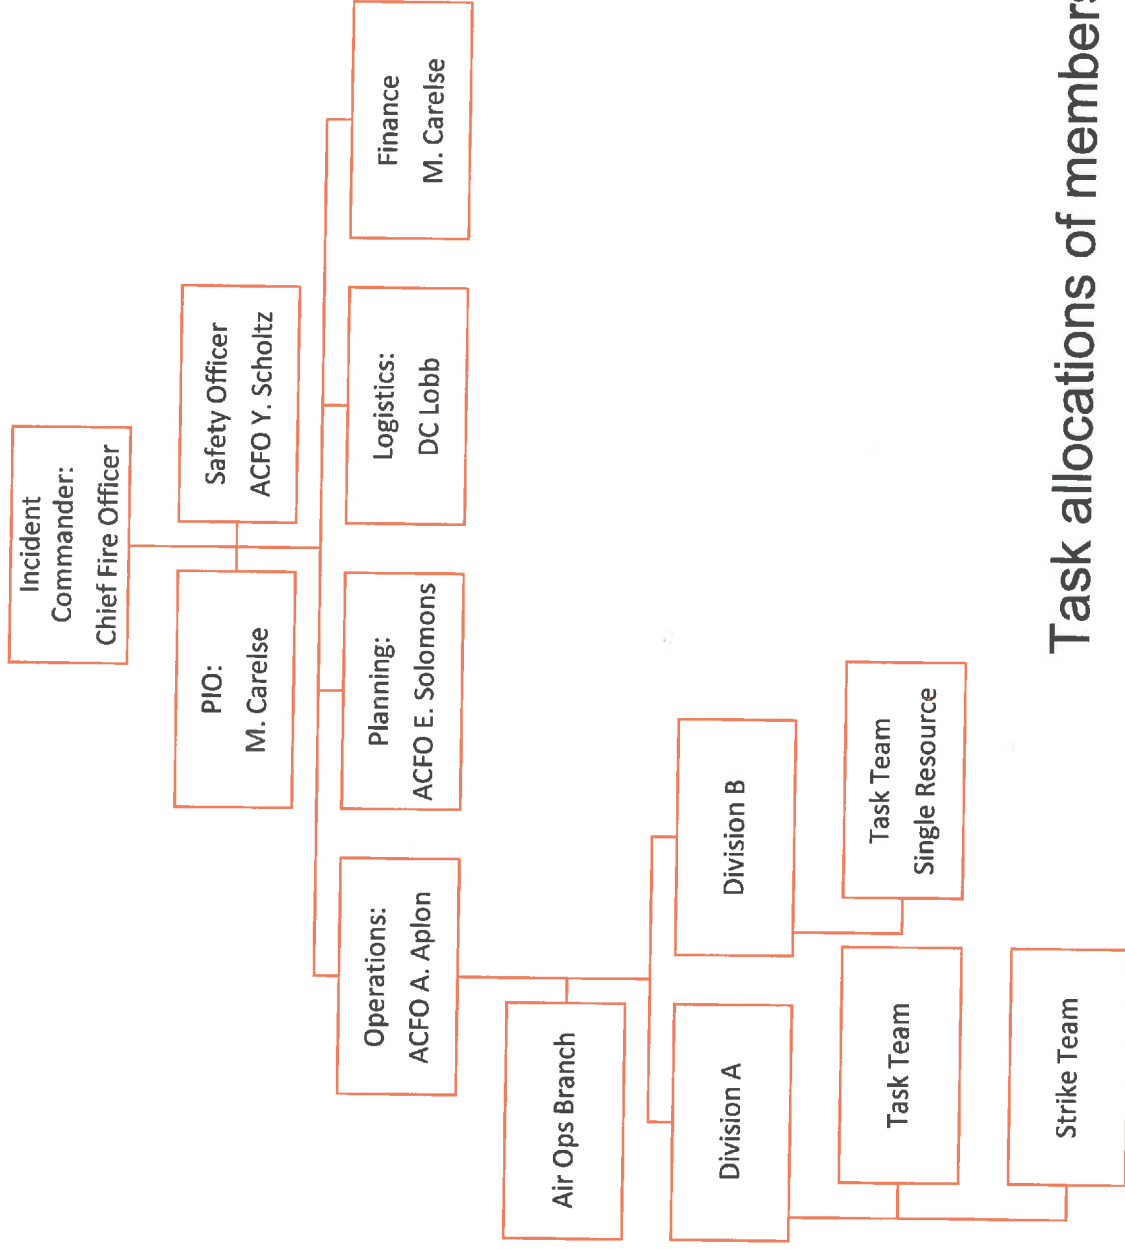 Incident
Commander:
Chief Fire Officer
PIO:
M. Carelse
Safety Officer
ACFO Y. Scholtz
Operations:
ACFO A. Aplon
Planning:
ACFO E. Solomons
Logistics:
DC Lobb
Finance
M. Carelse
Air Ops Branch
Division A
Division B
Task Team
Task Team
Single Resource
Strike Team
Task allocations of members